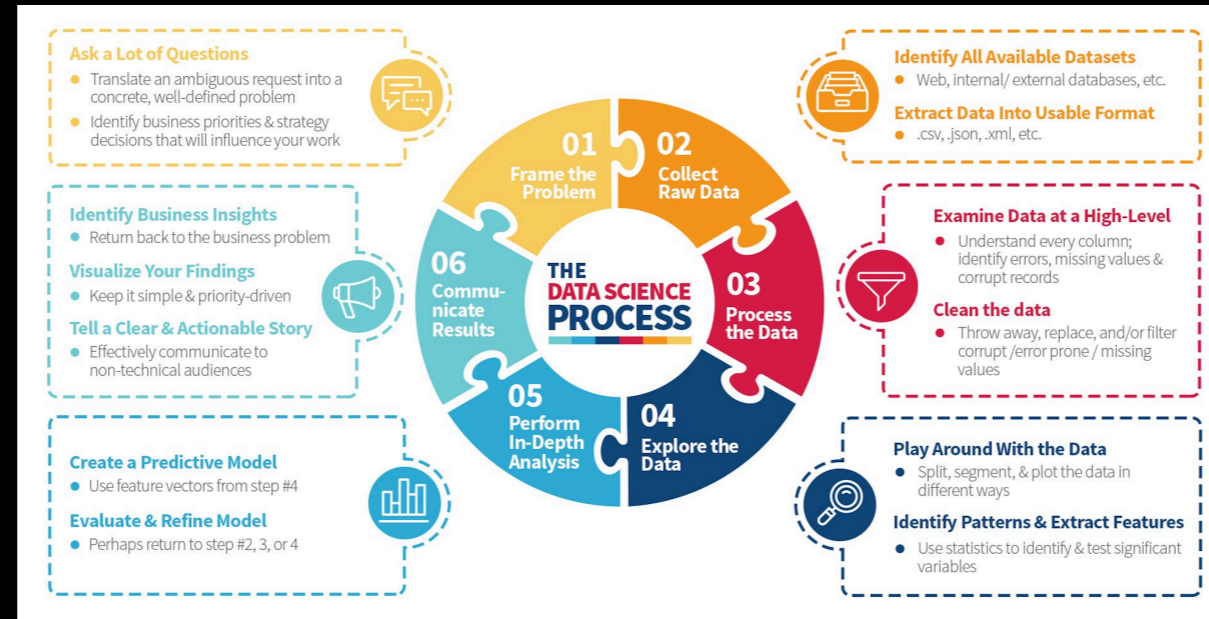 Ask a Lot of Questions
● Translate an ambiguous request into a
concrete, well-defined problem
● Identify business priorities & strategy
decisions that will influence your work
Identify All Available Datasets
● Web, internal/ external databases, etc.
Extract Data Into Usable Format
● .csv, .json, .xml, etc.
01
Frame the
Problem
02
Collect
Raw Data
Identify Business Insights
● Return back to the business problem
Visualize Your Findings
● Keep it simple & priority-driven
Tell a Clear & Actionable Story
● Effectively communicate to
non-technical audiences
06
Commu-
nicate
Results
THE
DATA SCIENCE
PROCESS
03
Process
the Data
Examine Data at a High-Level
● Understand every column;
identify errors, missing values &
corrupt records
Clean the data
● Throw away, replace, and/or filter
corrupt /error prone / missing
values
05
Perform
In-Depth
Analysis
04
Explore the
Data
Create a Predictive Model
● Use feature vectors from step #4
Evaluate & Refine Model
● Perhaps return to step #2, 3, or 4
Play Around With the Data
● Split, segment, & plot the data in
different ways
Identify Patterns & Extract Features
● Use statistics to identify & test significant
variables